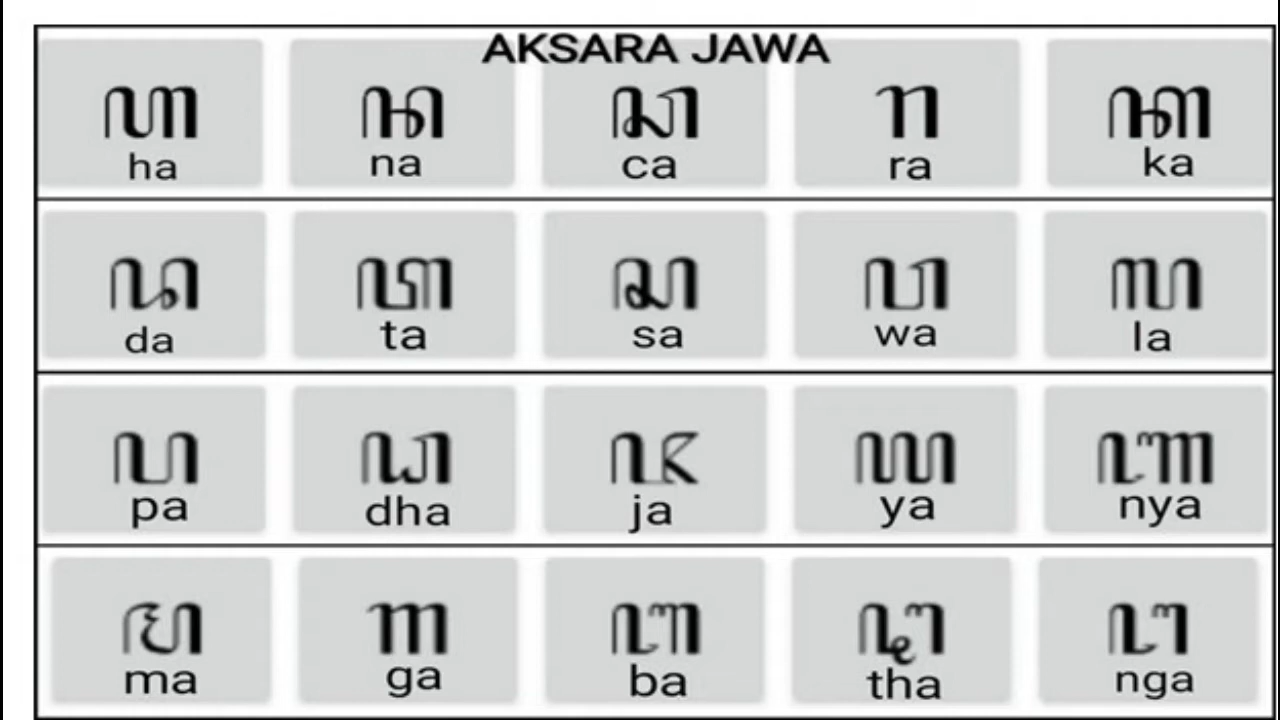 AKSARA JAWA
ꦲ ꦤ ꦕ ꦫ ꦏ
ha na ca ra ka
ꦢ ꦠ ꦱ ꦮ ꦭ
da ta sa wa la
ꦥ ꦝ ꦗ ꦪ ꦚ
pa dha ja ya nya
ꦩ ꦒ ꦧ ꦛ ꦔ
ma ga ba tha nga